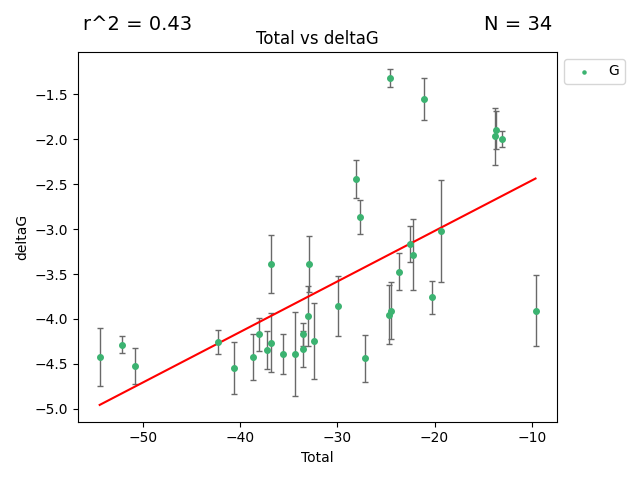 r^2 = 0.43
N = 34
Total vs deltaG
G
−1.5
−2.0
−2.5
−3.0
−3.5
−4.0
−4.5
−5.0
deltaG
−50
−40
−30
−20
−10
Total